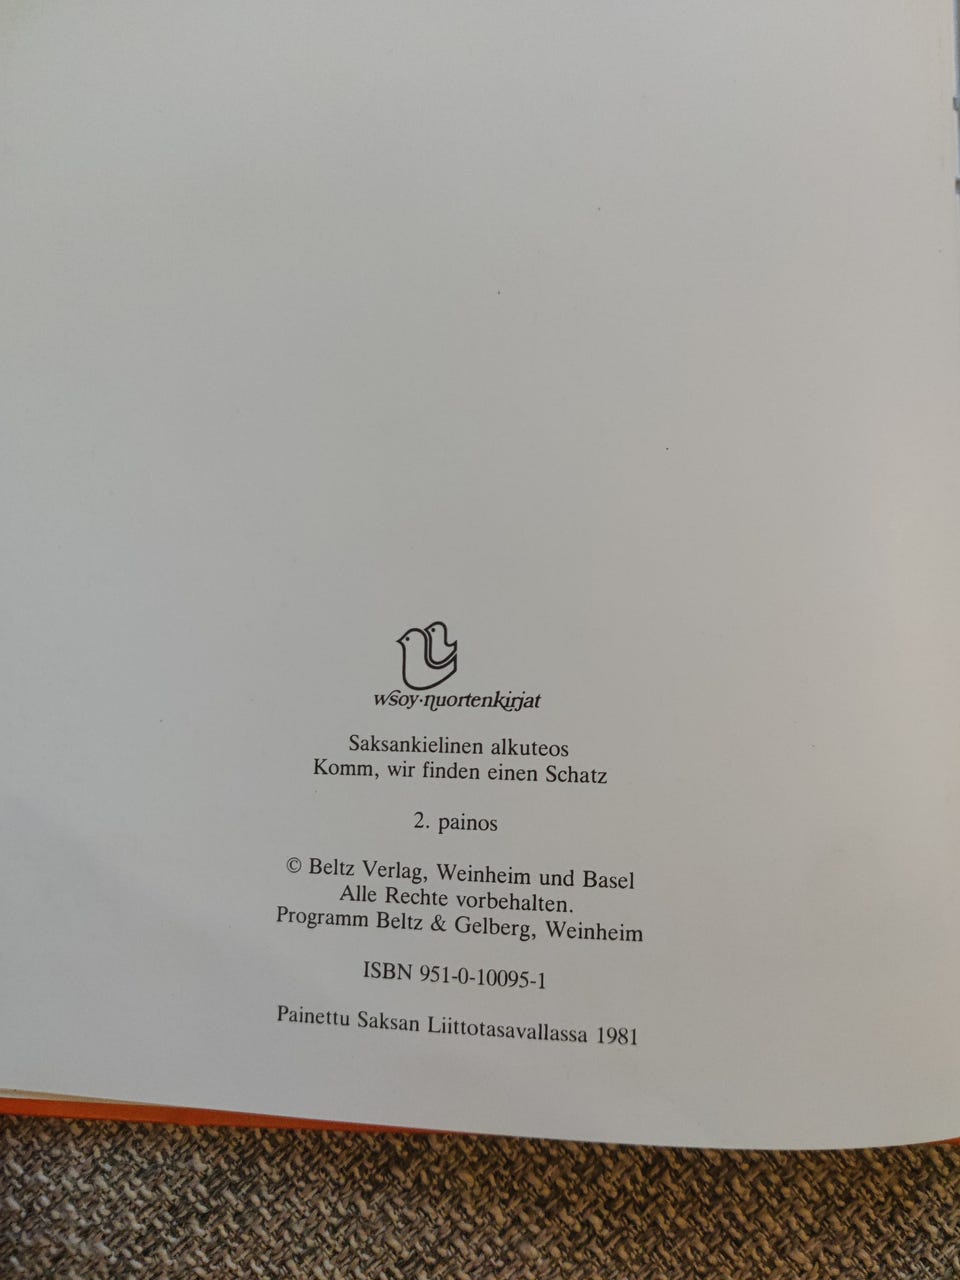 wsoy·nuortenkirjat
Saksankielinen alkuteos
Komm, wir finden einen Schatz
2. painos
© Beltz Verlag, Weinheim und Basel
Alle Rechte vorbehalten.
Programm Beltz & Gelberg, Weinheim
ISBN 951-0-10095-1
Painettu Saksan Liittotasavallassa 1981